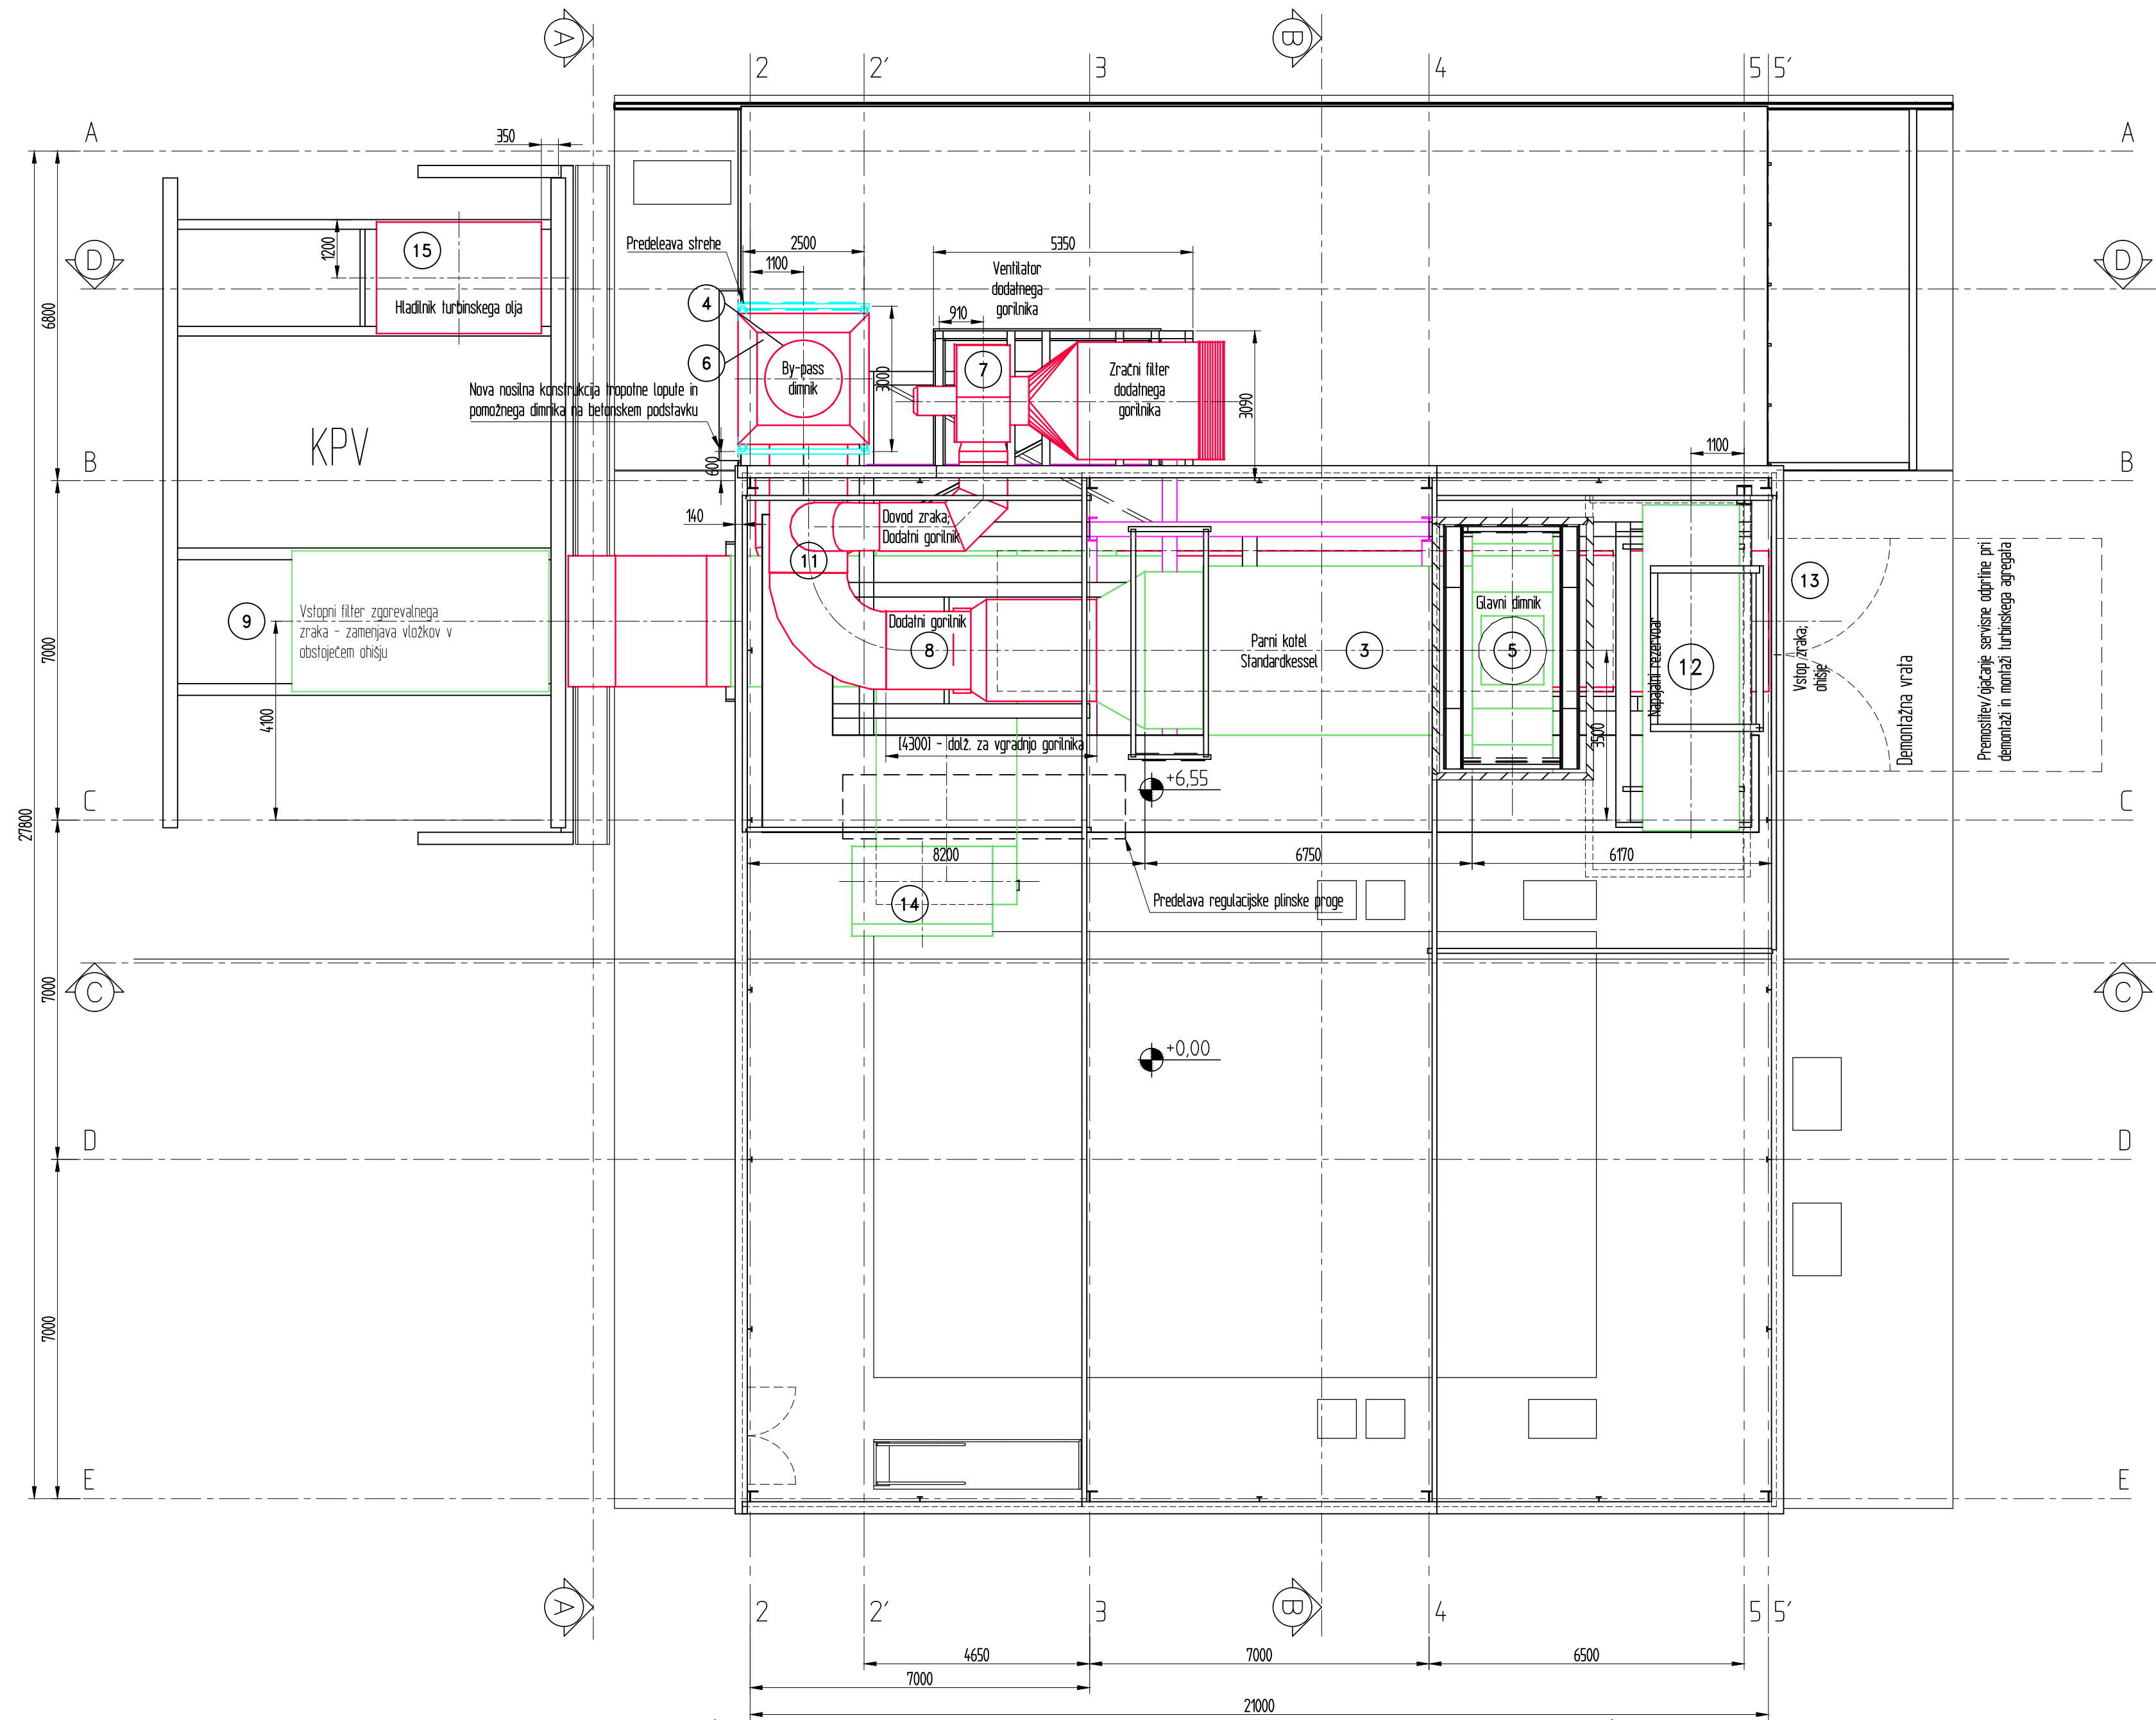 A
B
2
2'
3
4
5
5'
A
350
A
2500
5350
Predeleava strehe
1100
Ventilator
dodatnega
gorilnika
D
15
1200
D
6800
4
910
Hladilnik turbinskega olja
6
By-pass
dimnik
7
Zračni filter
dodatnega
gorilnika
3000
3090
Nova nosilna konstrukcija tropotne lopute in
pomožnega dimnika na betonskem podstavku
KPV
B
600
1100
B
140
Dovod zraka;
Dodatni gorilnik
11
13
9
Vstopni filter zgorevalnega
zraka - zamenjava vložkov v
obstoječem ohišju
Dodatni gorilnik
8
Parni kotel
Standardkessel
3
Glavni dimnik
5
Napajalni rezervoar
12
Vstop zraka;
ohišje;
Demontažna vrata
Premostitev/ojačanje servisne odprtine pri
demontaži in montaži turbinskega agregata
7000
4100
[4300] - dolž. za vgradnjo gorilnika
3500
+6,55
C
C
27800
8200
6750
6170
14
Predelava regulacijske plinske proge
7000
C
C
+0,00
D
D
7000
E
E
A
B
2
2'
3
4
5
5'
4650
7000
6500
7000
21000